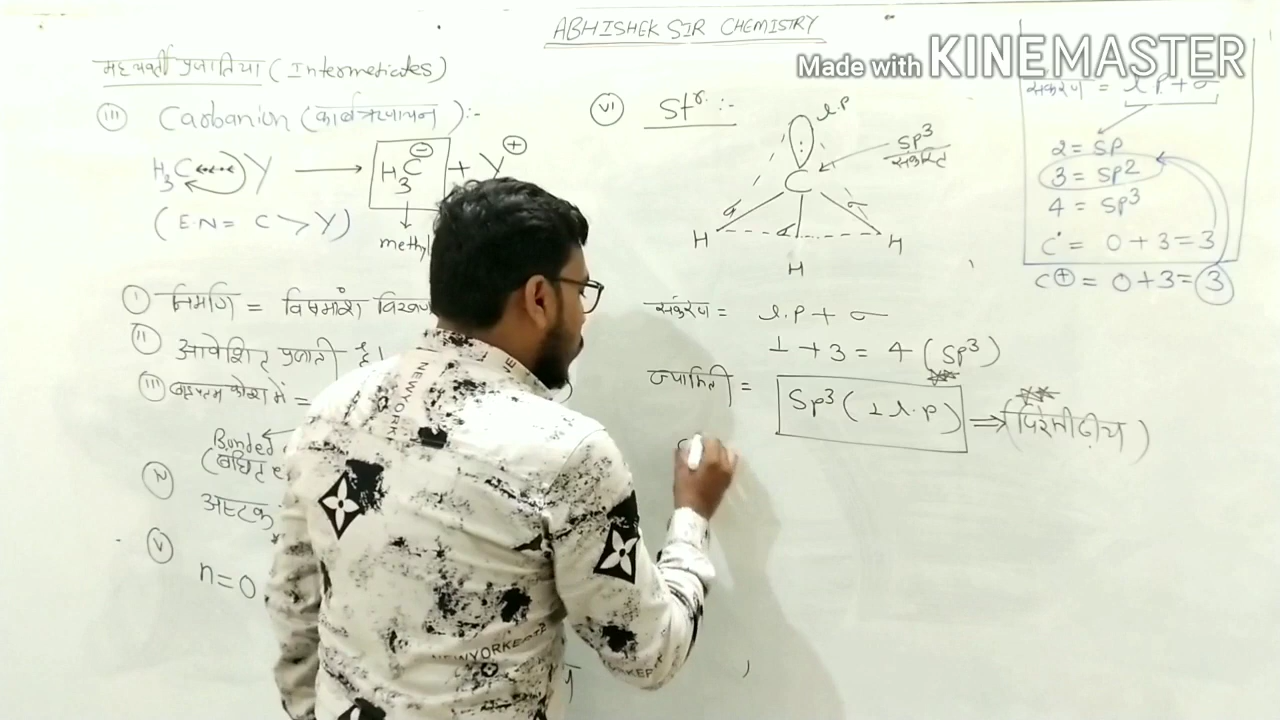 ABHISHEK SIR CHEMISTRY
Made with KINEMASTER
मध्यवर्ती प्रजातिया (Intermeticates)
III Carbanion (कार्बऋणायन) :-
H3C Y → H3C⊖ + Y⊕
(E.N = C > Y)
methyl
I निर्माण = विषमांश विखण
II आवेशित प्रजाती है।
III बाह्यतम कोश में =
Bonded
(बंधित e
IV अष्टक
V n=0
VI Str. :-
l.p
sp3
संकरित
C
σ σ
H H
H
संकरण = l.p + σ
1 + 3 = 4 (sp3)
ज्यामिती = sp3 (1 l.p) ⇒ (पिरेमीडीय)
संकरण = l.p + σ
2 = sp
3 = sp2
4 = sp3
C• = 0 + 3 = 3
C⊕ = 0 + 3 = 3